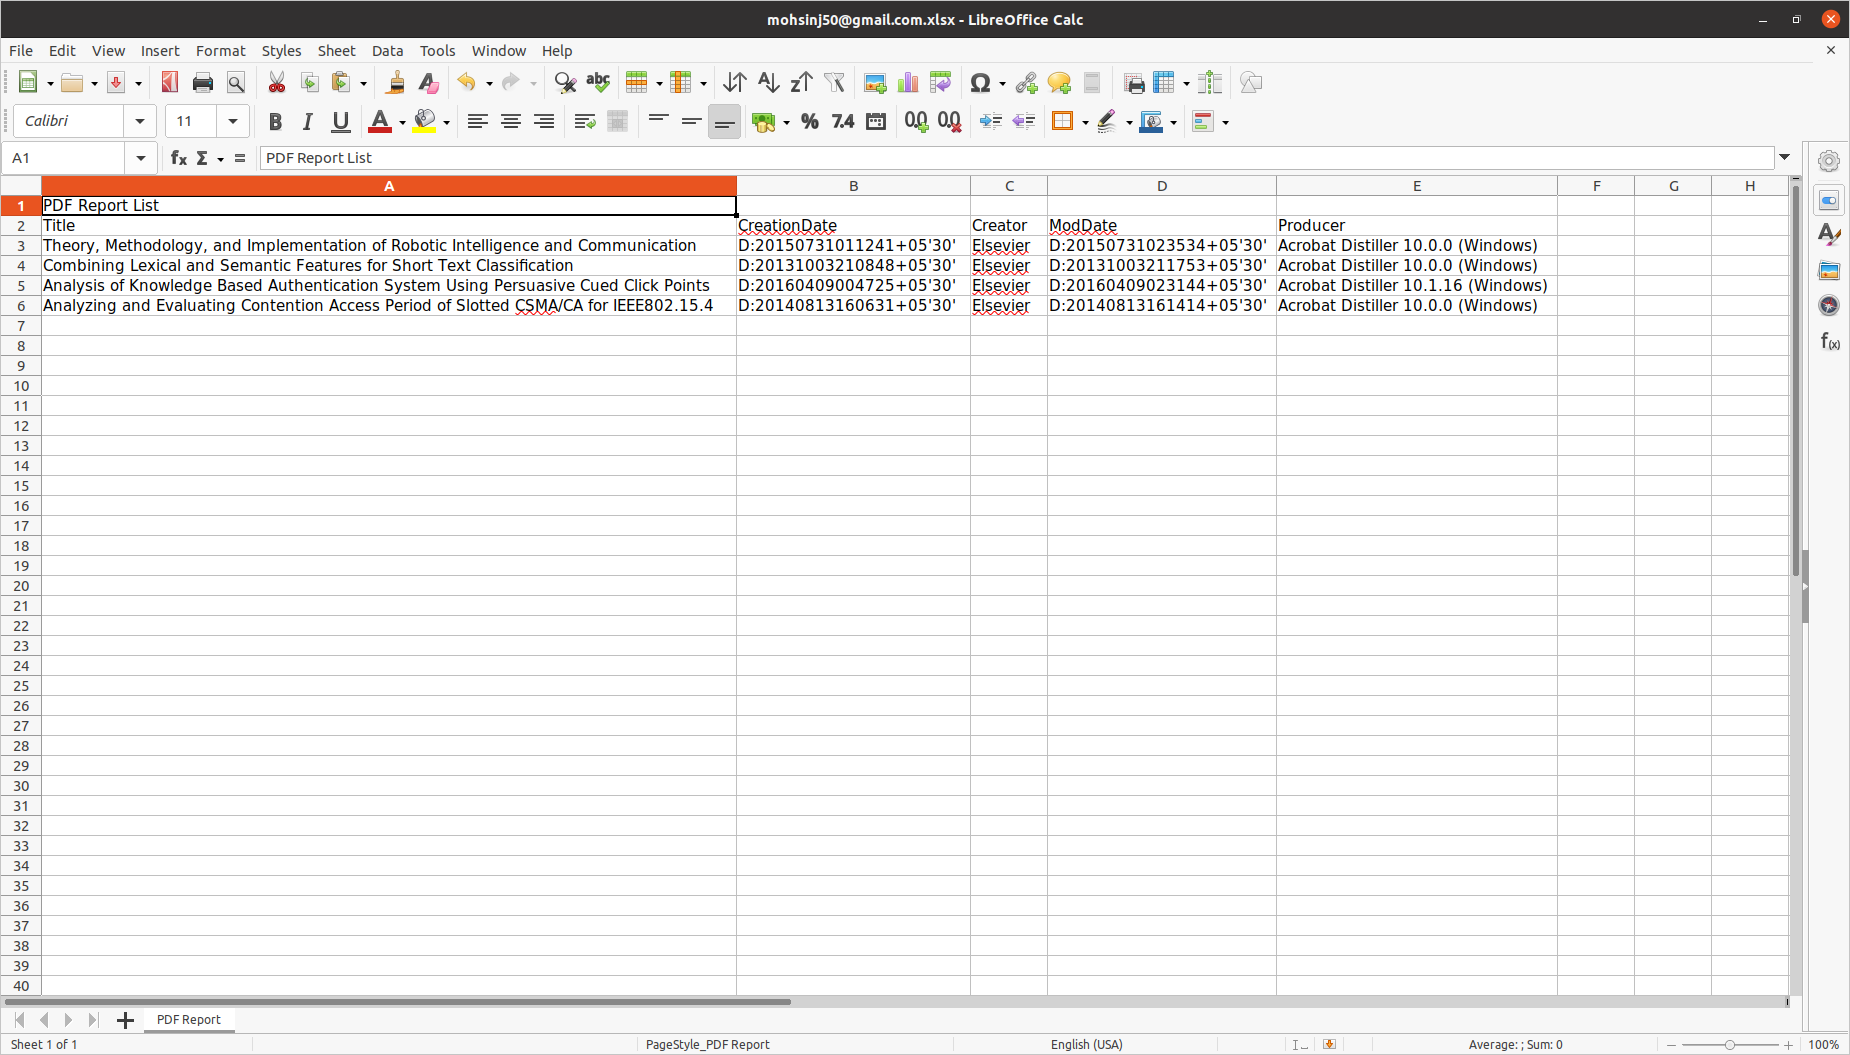 mohsinj50@gmail.com.xlsx - LibreOffice Calc
File Edit View Insert Format Styles Sheet Data Tools Window Help
Calibri 11
A1 PDF Report List
A B C D E F G H
1 PDF Report List
2 Title CreationDate Creator ModDate Producer
3 Theory, Methodology, and Implementation of Robotic Intelligence and Communication D:20150731011241+05'30' Elsevier D:20150731023534+05'30' Acrobat Distiller 10.0.0 (Windows)
4 Combining Lexical and Semantic Features for Short Text Classification D:20131003210848+05'30' Elsevier D:20131003211753+05'30' Acrobat Distiller 10.0.0 (Windows)
5 Analysis of Knowledge Based Authentication System Using Persuasive Cued Click Points D:20160409004725+05'30' Elsevier D:20160409023144+05'30' Acrobat Distiller 10.1.16 (Windows)
6 Analyzing and Evaluating Contention Access Period of Slotted CSMA/CA for IEEE802.15.4 D:20140813160631+05'30' Elsevier D:20140813161414+05'30' Acrobat Distiller 10.0.0 (Windows)
7
8
9
10
11
12
13
14
15
16
17
18
19
20
21
22
23
24
25
26
27
28
29
30
31
32
33
34
35
36
37
38
39
40
PDF Report
Sheet 1 of 1 PageStyle_PDF Report English (USA) Average: ; Sum: 0 100%